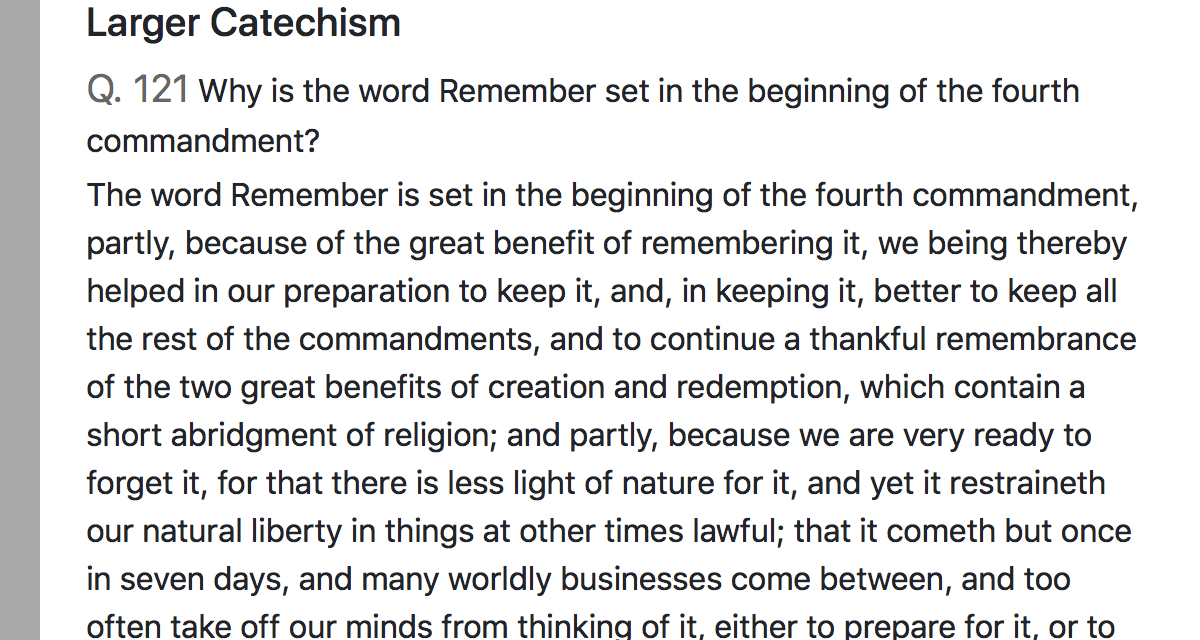 Larger Catechism
Q. 121 Why is the word Remember set in the beginning of the fourth
commandment?
The word Remember is set in the beginning of the fourth commandment,
partly, because of the great benefit of remembering it, we being thereby
helped in our preparation to keep it, and, in keeping it, better to keep all
the rest of the commandments, and to continue a thankful remembrance
of the two great benefits of creation and redemption, which contain a
short abridgment of religion; and partly, because we are very ready to
forget it, for that there is less light of nature for it, and yet it restraineth
our natural liberty in things at other times lawful; that it cometh but once
in seven days, and many worldly businesses come between, and too
often take off our minds from thinking of it, either to prepare for it, or to